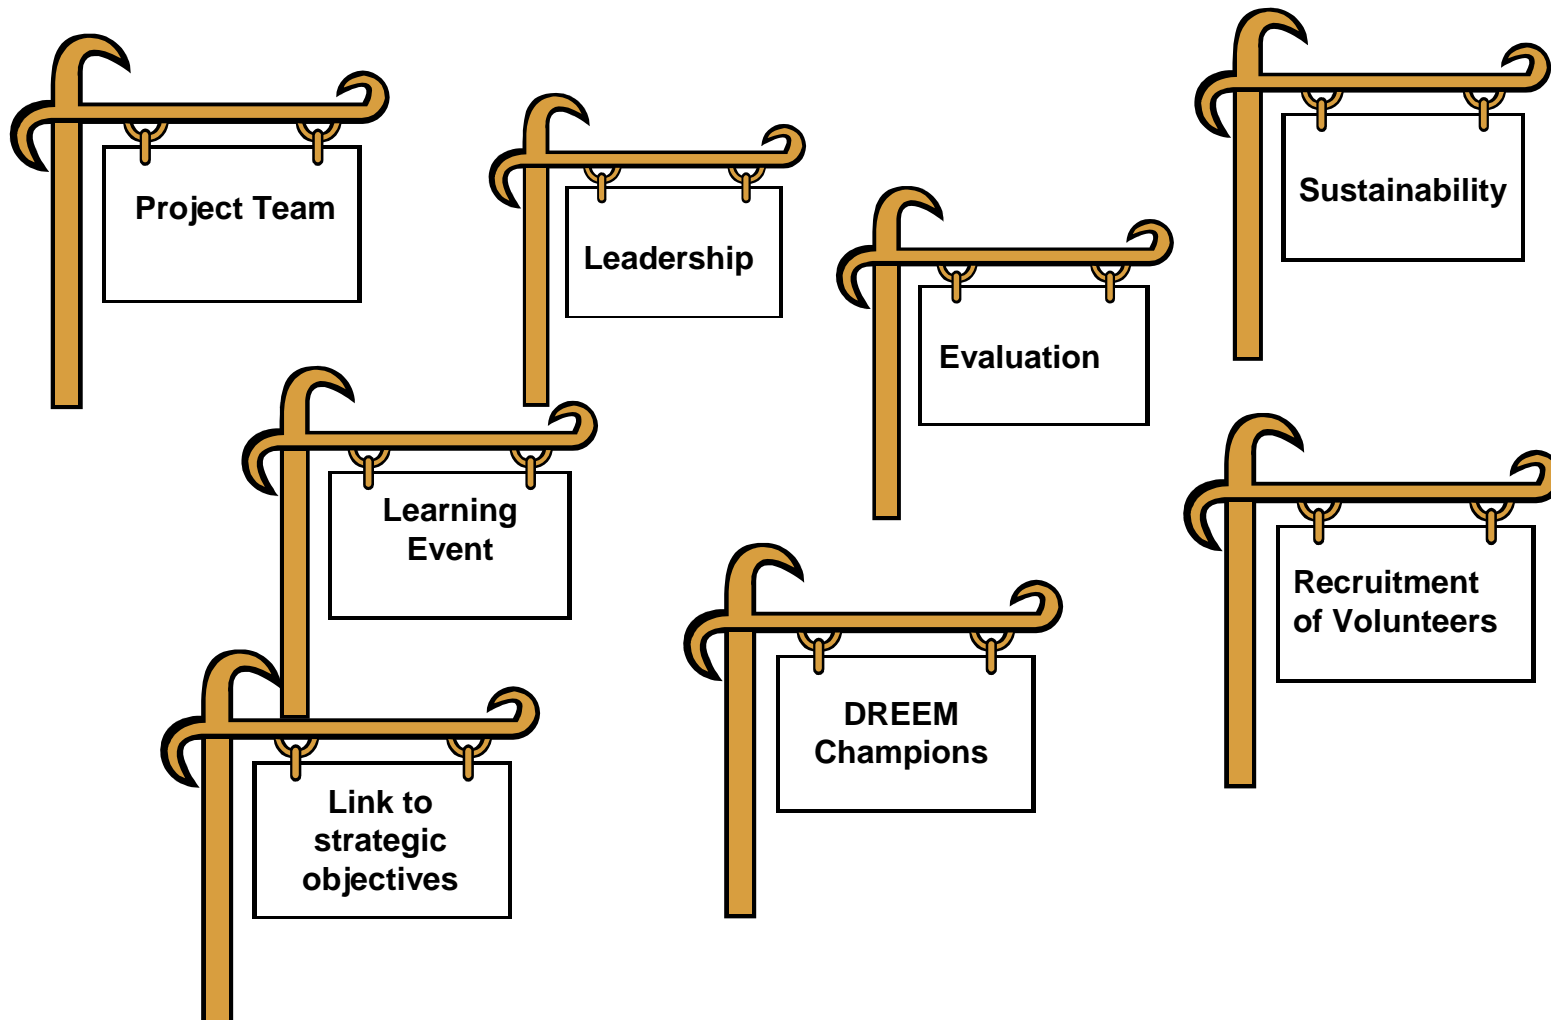 Project Team
Leadership
Sustainability
Evaluation
Learning
Event
Recruitment
of Volunteers
DREEM
Champions
Link to
strategic
objectives